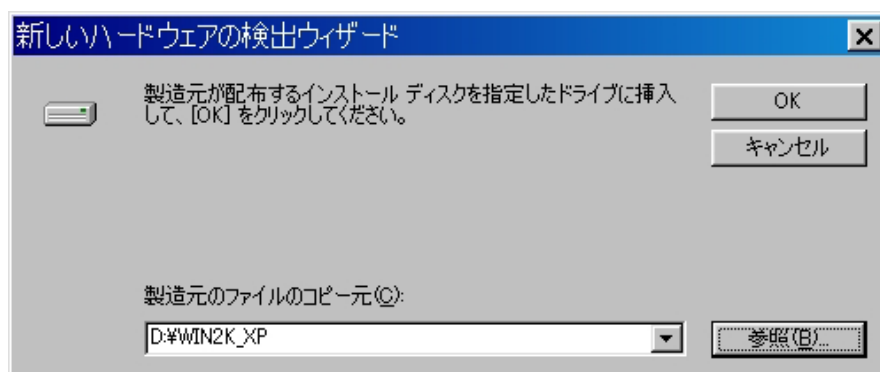 新しいハードウェアの検出ウィザード
製造元が配布するインストール ディスクを指定したドライブに挿入
して、[OK] をクリックしてください。
OK
キャンセル
製造元のファイルのコピー元(C):
D:¥WIN2K_XP
参照(B)...